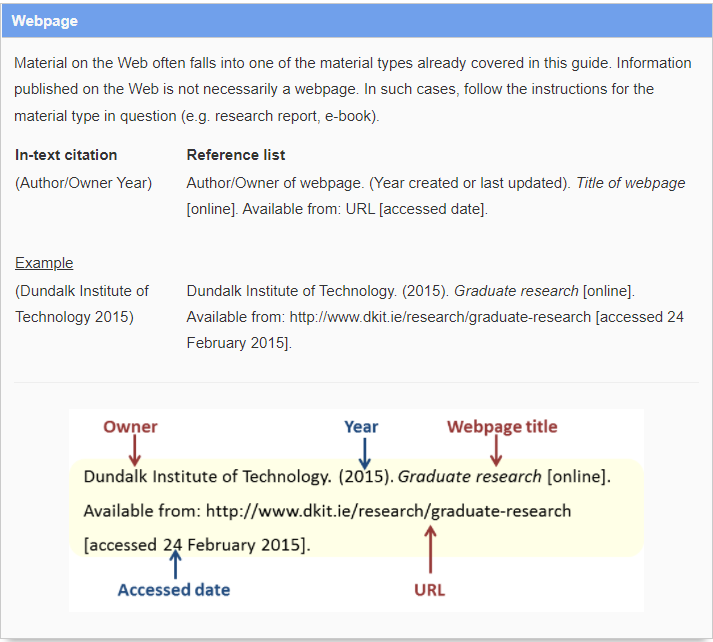 Webpage
Material on the Web often falls into one of the material types already covered in this guide. Information
published on the Web is not necessarily a webpage. In such cases, follow the instructions for the
material type in question (e.g. research report, e-book).
In-text citation
Reference list
(Author/Owner Year)
Author/Owner of webpage. (Year created or last updated). Title of webpage
[online]. Available from: URL [accessed date].
Example
(Dundalk Institute of
Technology 2015)
Dundalk Institute of Technology. (2015). Graduate research [online].
Available from: http://www.dkit.ie/research/graduate-research [accessed 24
February 2015].
Owner
Year
Webpage title
Dundalk Institute of Technology. (2015). Graduate research [online].
Available from: http://www.dkit.ie/research/graduate-research
[accessed 24 February 2015].
Accessed date
URL